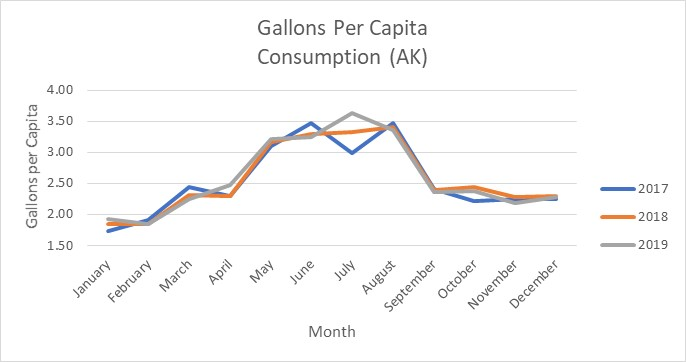 Gallons Per Capita
Consumption (AK)
4.00
3.50
3.00
2.50
2.00
1.50
Gallons per Capita
January
February
March
April
May
June
July
August
September
October
November
December
Month
2017
2018
2019